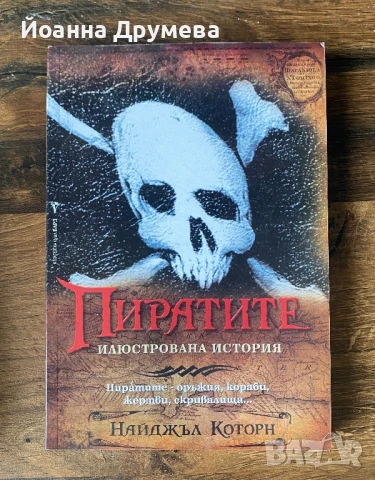 Йоанна Друмева
ПИРАТИТЕ
ИЛЮСТРОВАНА ИСТОРИЯ
Пиратите - оръжия, кораби,
жертви, скривалища...
НАЙДЖЪЛ КОТОРН